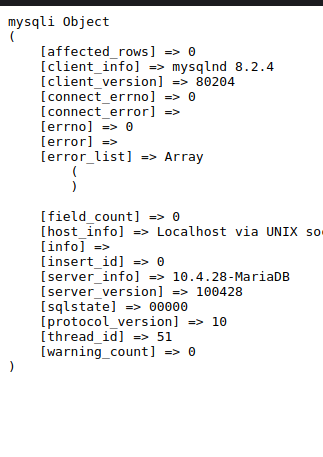 mysqli Object
(
    [affected_rows] => 0
    [client_info] => mysqlnd 8.2.4
    [client_version] => 80204
    [connect_errno] => 0
    [connect_error] =>
    [errno] => 0
    [error] =>
    [error_list] => Array
        (
        )

    [field_count] => 0
    [host_info] => Localhost via UNIX
    [info] =>
    [insert_id] => 0
    [server_info] => 10.4.28-MariaDB
    [server_version] => 100428
    [sqlstate] => 00000
    [protocol_version] => 10
    [thread_id] => 51
    [warning_count] => 0
)